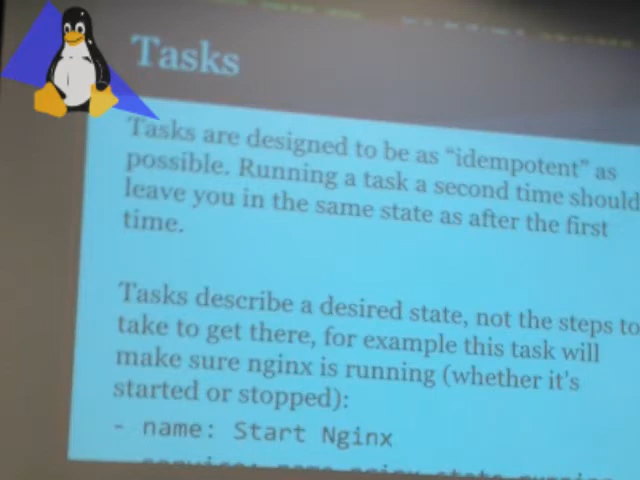 Tasks
Tasks are designed to be as “idempotent” as
possible. Running a task a second time should
leave you in the same state as after the first
time.
Tasks describe a desired state, not the steps to
take to get there, for example this task will
make sure nginx is running (whether it's
started or stopped):
- name: Start Nginx